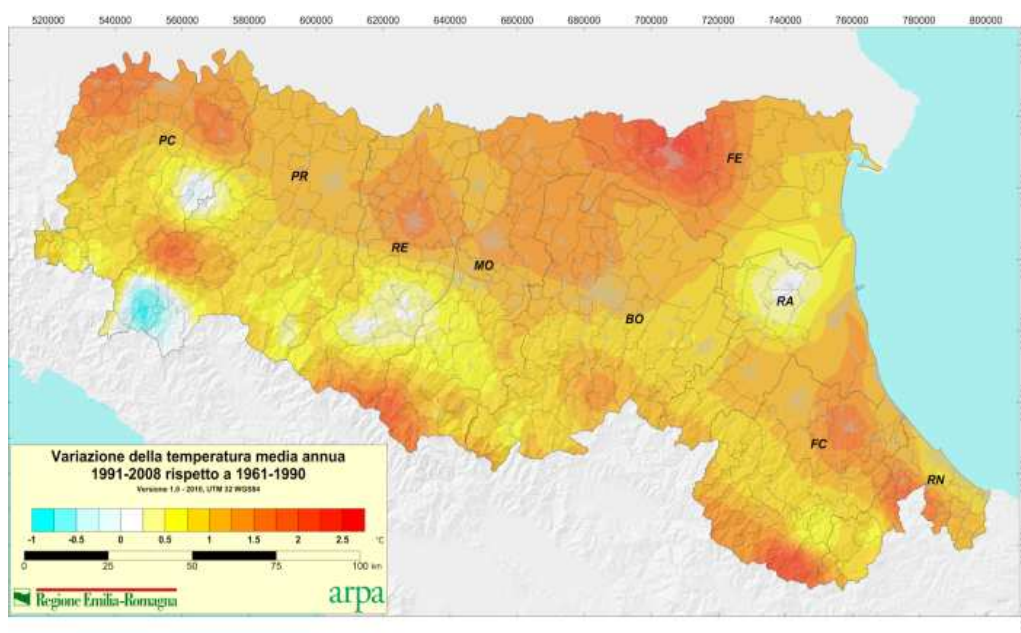 520000 540000 560000 580000 600000 620000 640000 660000 680000 700000 720000 740000 760000 780000 800000
PC
FE
PR
RE
MO
RA
BO
FC
RN
Variazione della temperatura media annua
1991-2008 rispetto a 1961-1990
Versione 1.0 - 2010, UTM 32 WGS84
-1 -0.5 0 0.5 1 1.5 2 2.5 °C
0 25 50 75 100 km
Regione Emilia-Romagna
arpa